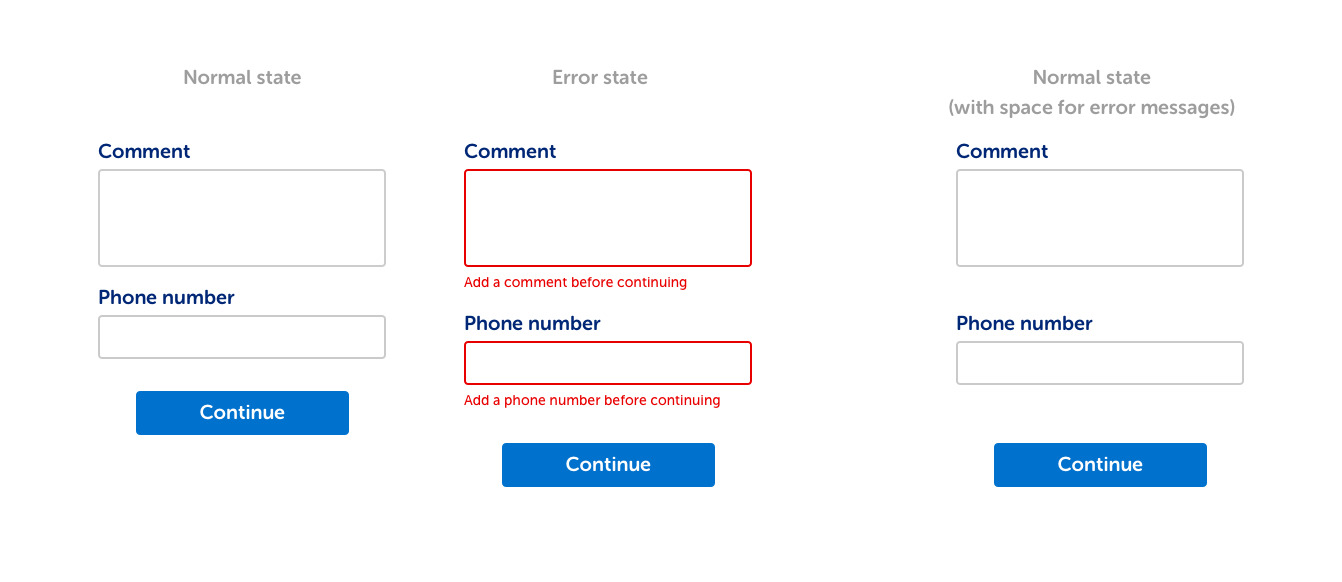 Normal state
Comment
Phone number
Continue
Error state
Comment
Add a comment before continuing
Phone number
Add a phone number before continuing
Continue
Normal state
(with space for error messages)
Comment
Phone number
Continue